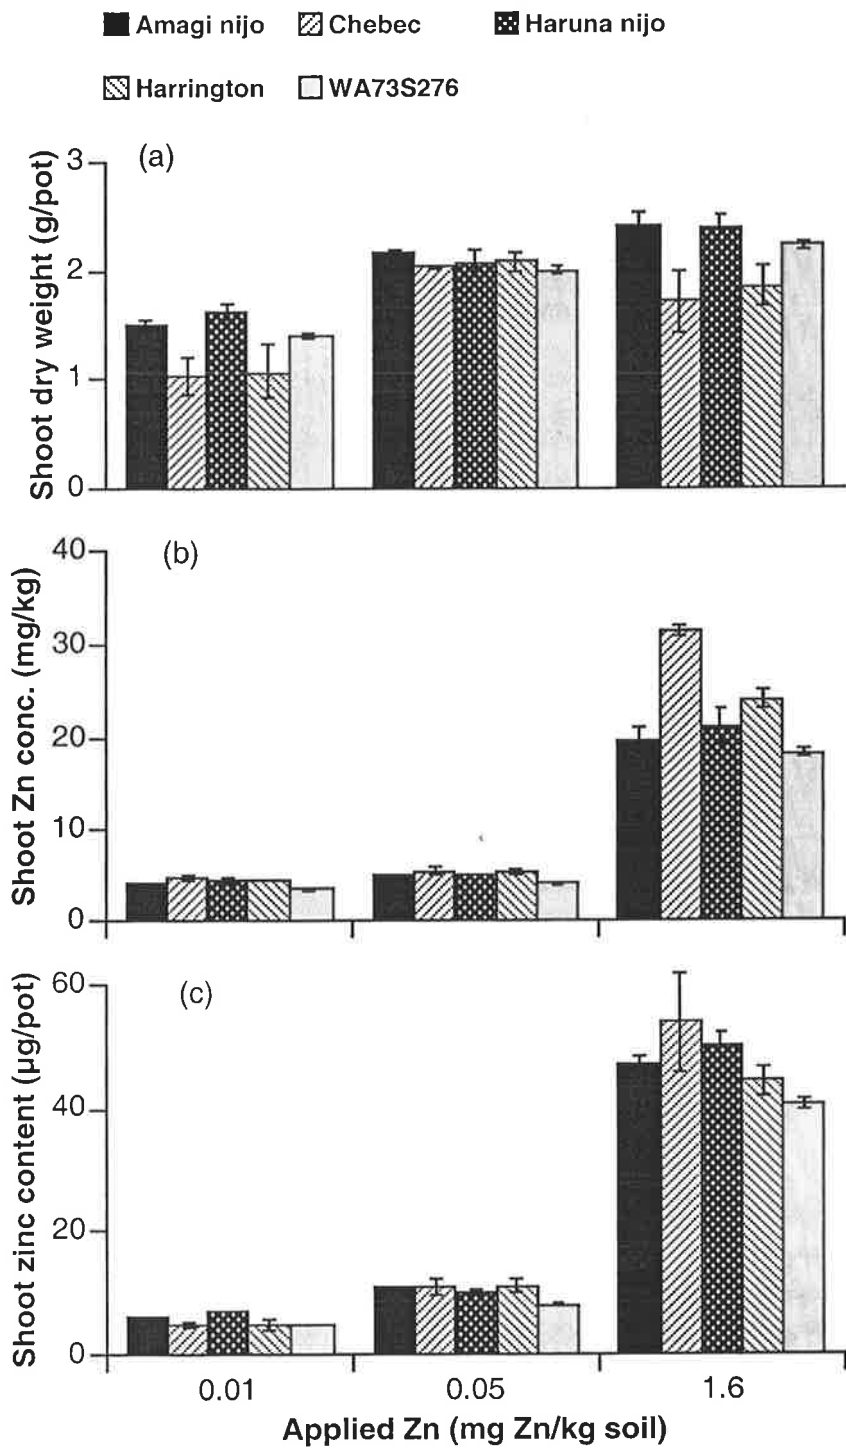 Amagi nijo Chebec Haruna nijo
Harrington WA73S276
(a)
Shoot dry weight (g/pot)
3
2
1
0
(b)
Shoot Zn conc. (mg/kg)
40
30
20
10
0
(c)
Shoot zinc content (µg/pot)
60
40
20
0
0.01 0.05 1.6
Applied Zn (mg Zn/kg soil)